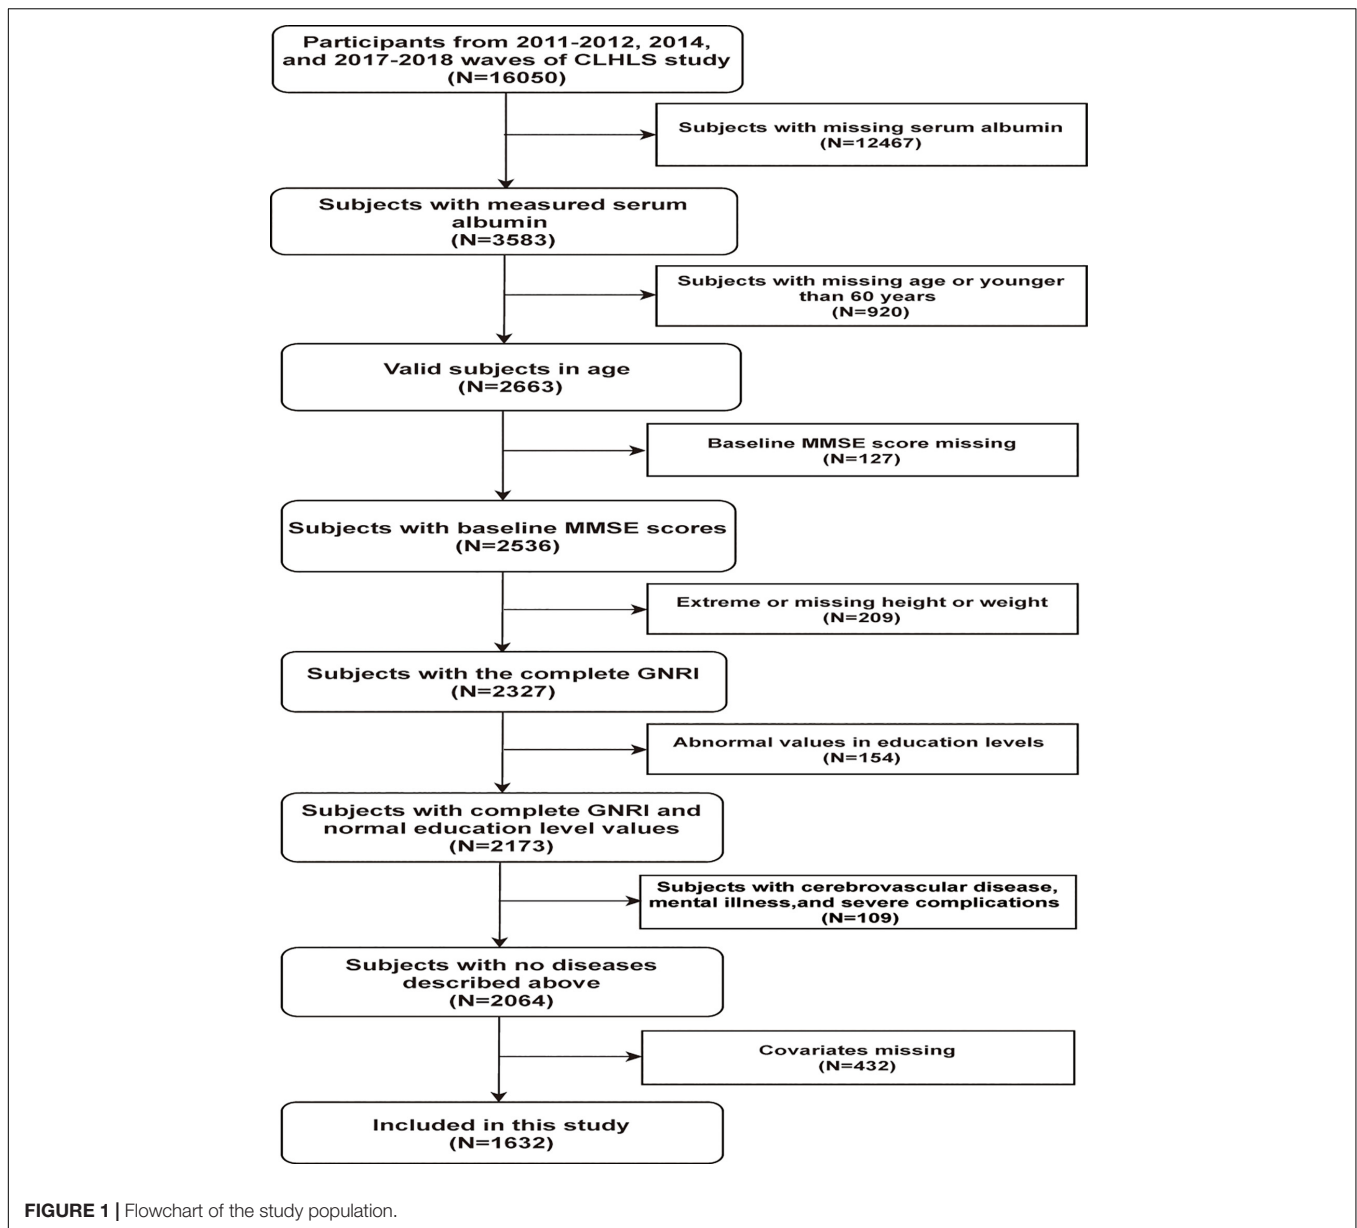 Participants from 2011-2012, 2014,
and 2017-2018 waves of CLHLS study
(N=16050)
Subjects with missing serum albumin
(N=12467)
Subjects with measured serum
albumin
(N=3583)
Subjects with missing age or younger
than 60 years
(N=920)
Valid subjects in age
(N=2663)
Baseline MMSE score missing
(N=127)
Subjects with baseline MMSE scores
(N=2536)
Extreme or missing height or weight
(N=209)
Subjects with the complete GNRI
(N=2327)
Abnormal values in education levels
(N=154)
Subjects with complete GNRI and
normal education level values
(N=2173)
Subjects with cerebrovascular disease,
mental illness,and severe complications
(N=109)
Subjects with no diseases
described above
(N=2064)
Covariates missing
(N=432)
Included in this study
(N=1632)
FIGURE 1 | Flowchart of the study population.